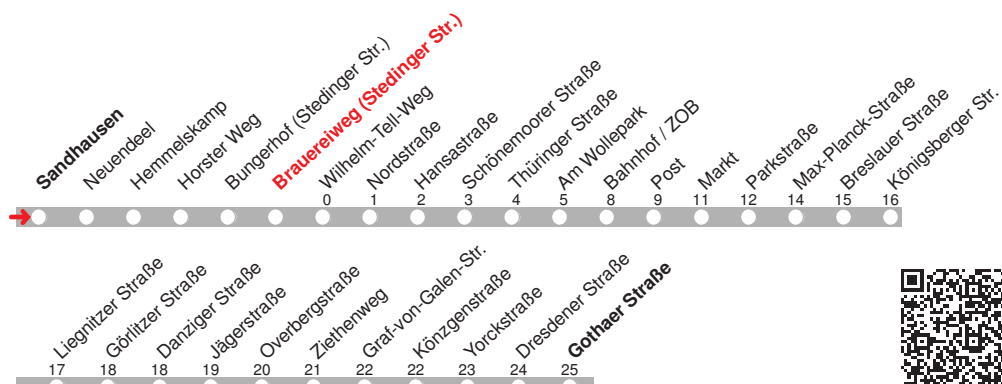 Sandhausen
Neuendeel
Hemmelskamp
Horster Weg
Bungerhof (Stedinger Str.)
Brauereiweg (Stedinger Str.)
Wilhelm-Tell-Weg
Nordstraße
Hansastraße
Schönemoorer Straße
Thüringer Straße
Am Wollepark
Bahnhof / ZOB
Post
Markt
Parkstraße
Max-Planck-Straße
Breslauer Straße
Königsberger Str.
0 1 2 3 4 5 8 9 11 12 14 15 16
Liegnitzer Straße
Görlitzer Straße
Danziger Straße
Jägerstraße
Overbergstraße
Ziethenweg
Graf-von-Galen-Str.
Könzgenstraße
Yorckstraße
Dresdener Straße
Gothaer Straße
17 18 18 19 20 21 22 22 23 24 25